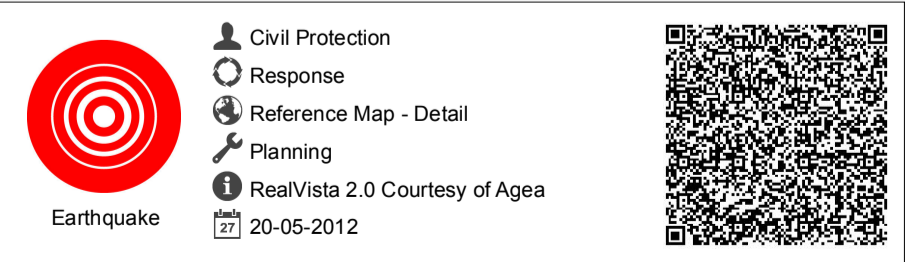 Civil Protection
Response
Reference Map - Detail
Planning
RealVista 2.0 Courtesy of Agea
27 20-05-2012
Earthquake